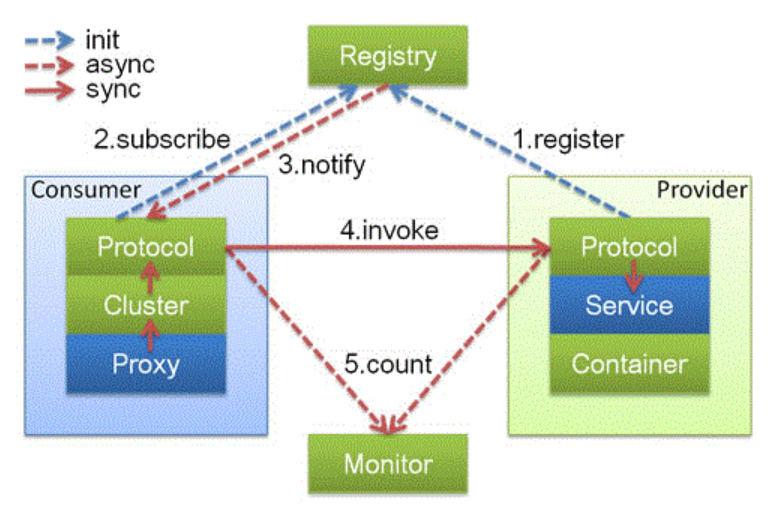 init
async
sync
Registry
2.subscribe
3.notify
1.register
Consumer
Provider
Protocol
4.invoke
Protocol
Cluster
Service
Proxy
5.count
Container
Monitor